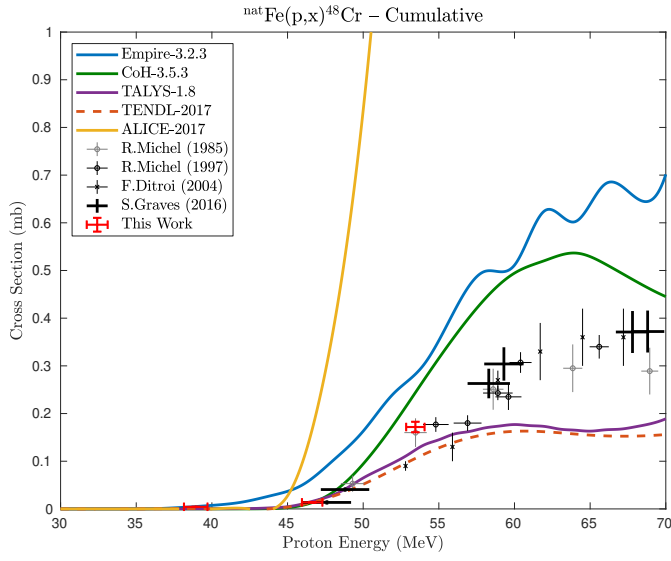 natFe(p,x)48Cr – Cumulative
Empire-3.2.3
CoH-3.5.3
TALYS-1.8
TENDL-2017
ALICE-2017
R.Michel (1985)
R.Michel (1997)
F.Ditroi (2004)
S.Graves (2016)
This Work
Cross Section (mb)
1
0.9
0.8
0.7
0.6
0.5
0.4
0.3
0.2
0.1
0
30 35 40 45 50 55 60 65 70
Proton Energy (MeV)